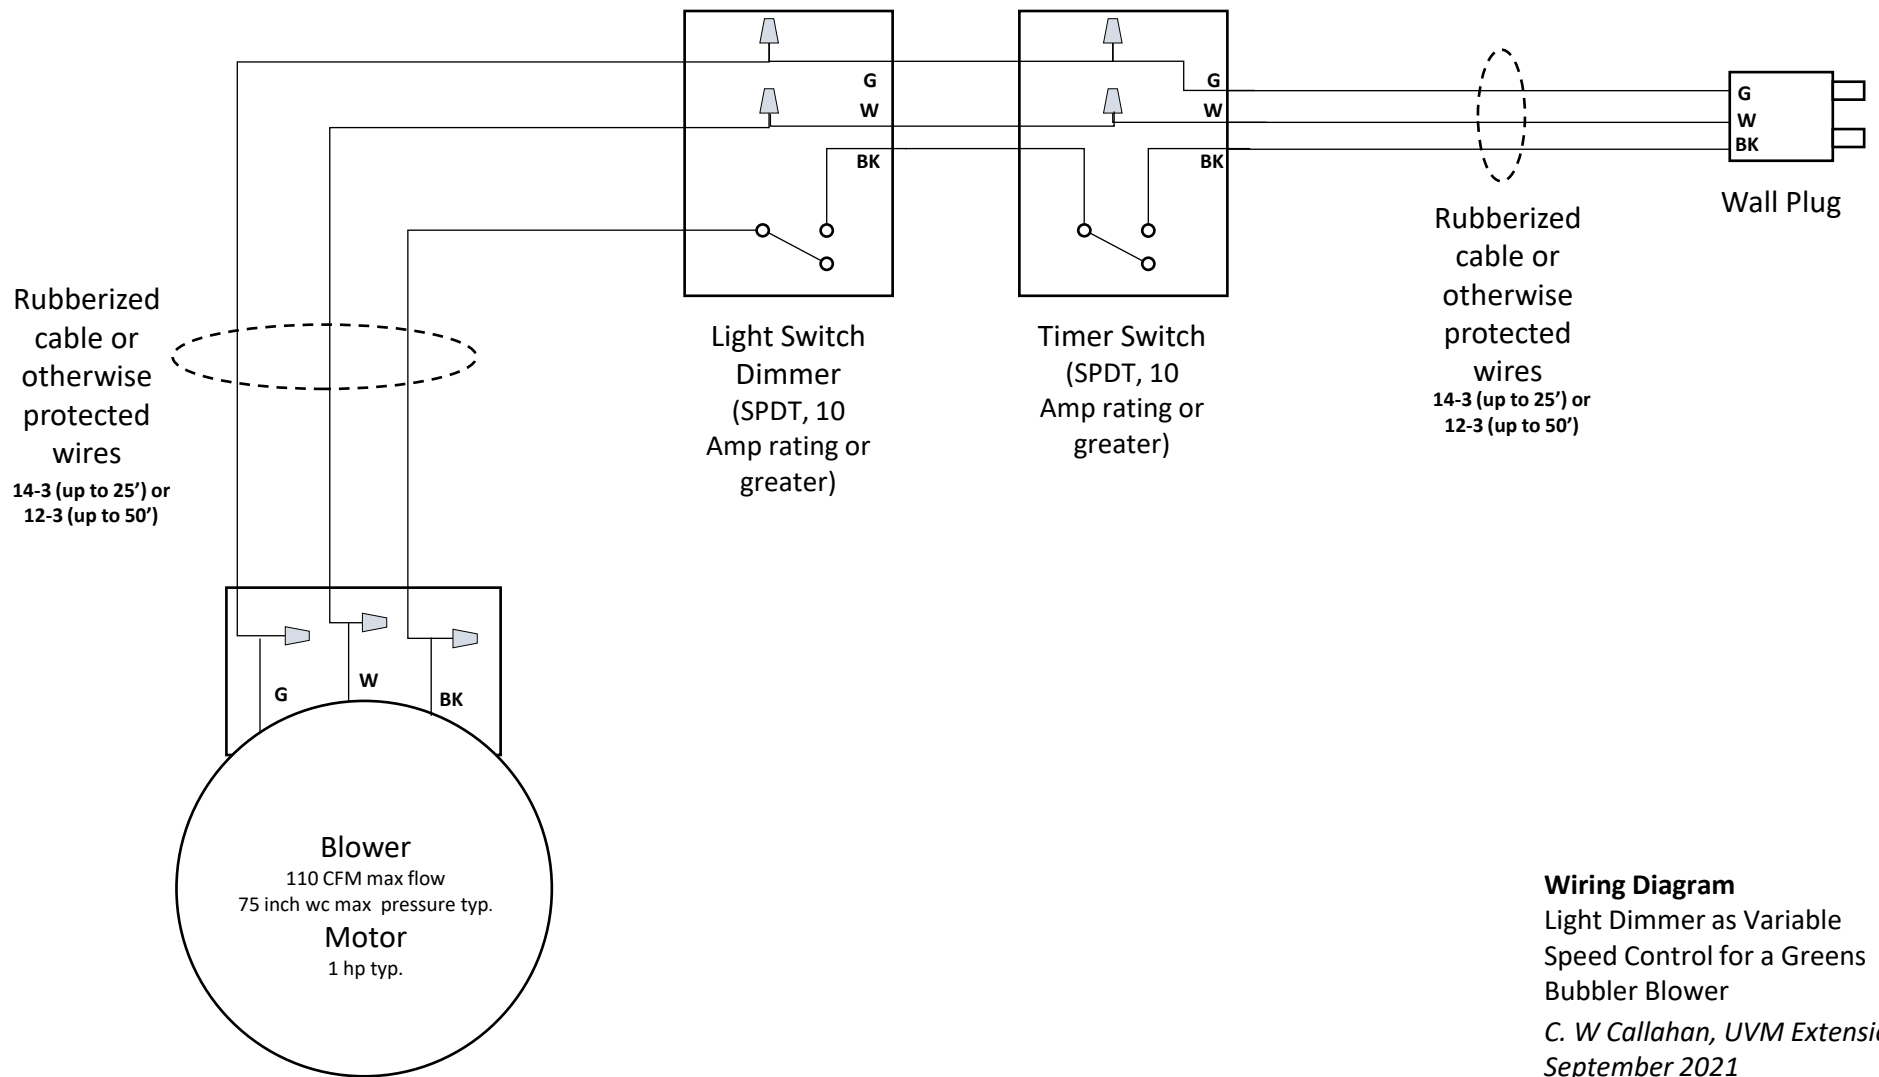 G
W
BK
G
W
BK
G
W
BK
Wall Plug
Rubberized
cable or
otherwise
protected
wires
14-3 (up to 25’) or
12-3 (up to 50’)
Light Switch
Dimmer
(SPDT, 10
Amp rating or
greater)
Timer Switch
(SPDT, 10
Amp rating or
greater)
Rubberized
cable or
otherwise
protected
wires
14-3 (up to 25’) or
12-3 (up to 50’)
G
W
BK
Blower
110 CFM max flow
75 inch wc max pressure typ.
Motor
1 hp typ.
Wiring Diagram
Light Dimmer as Variable
Speed Control for a Greens
Bubbler Blower
C. W Callahan, UVM Extensio
September 2021